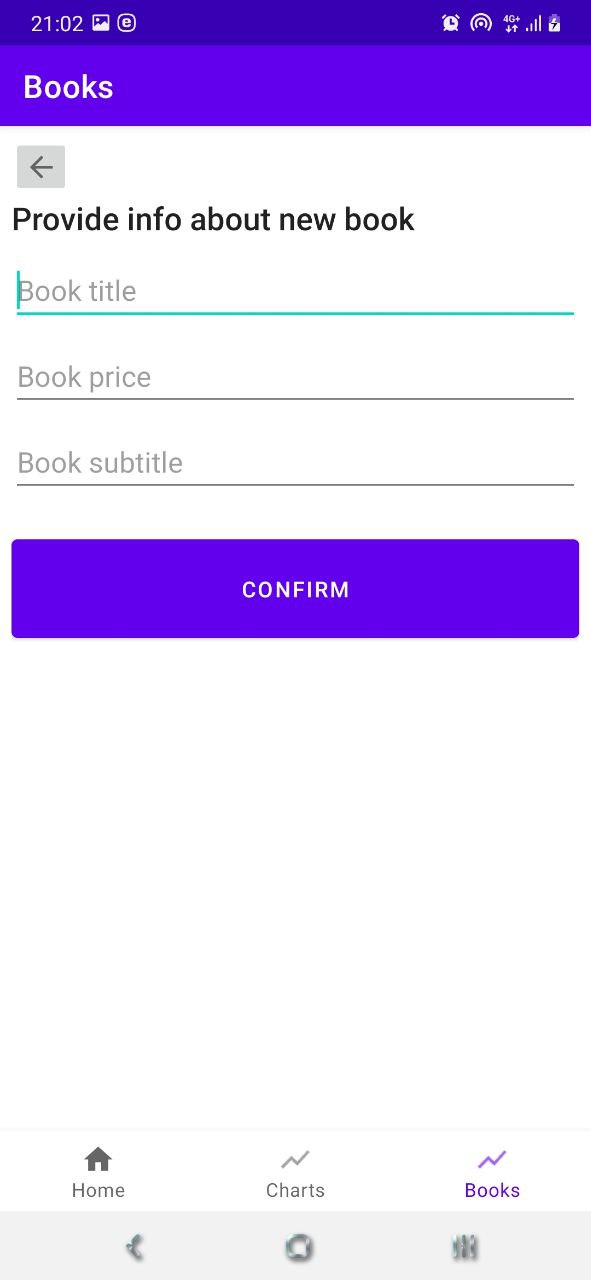 21:02 4G+
Books
Provide info about new book
Book title
Book price
Book subtitle
CONFIRM
Home Charts Books